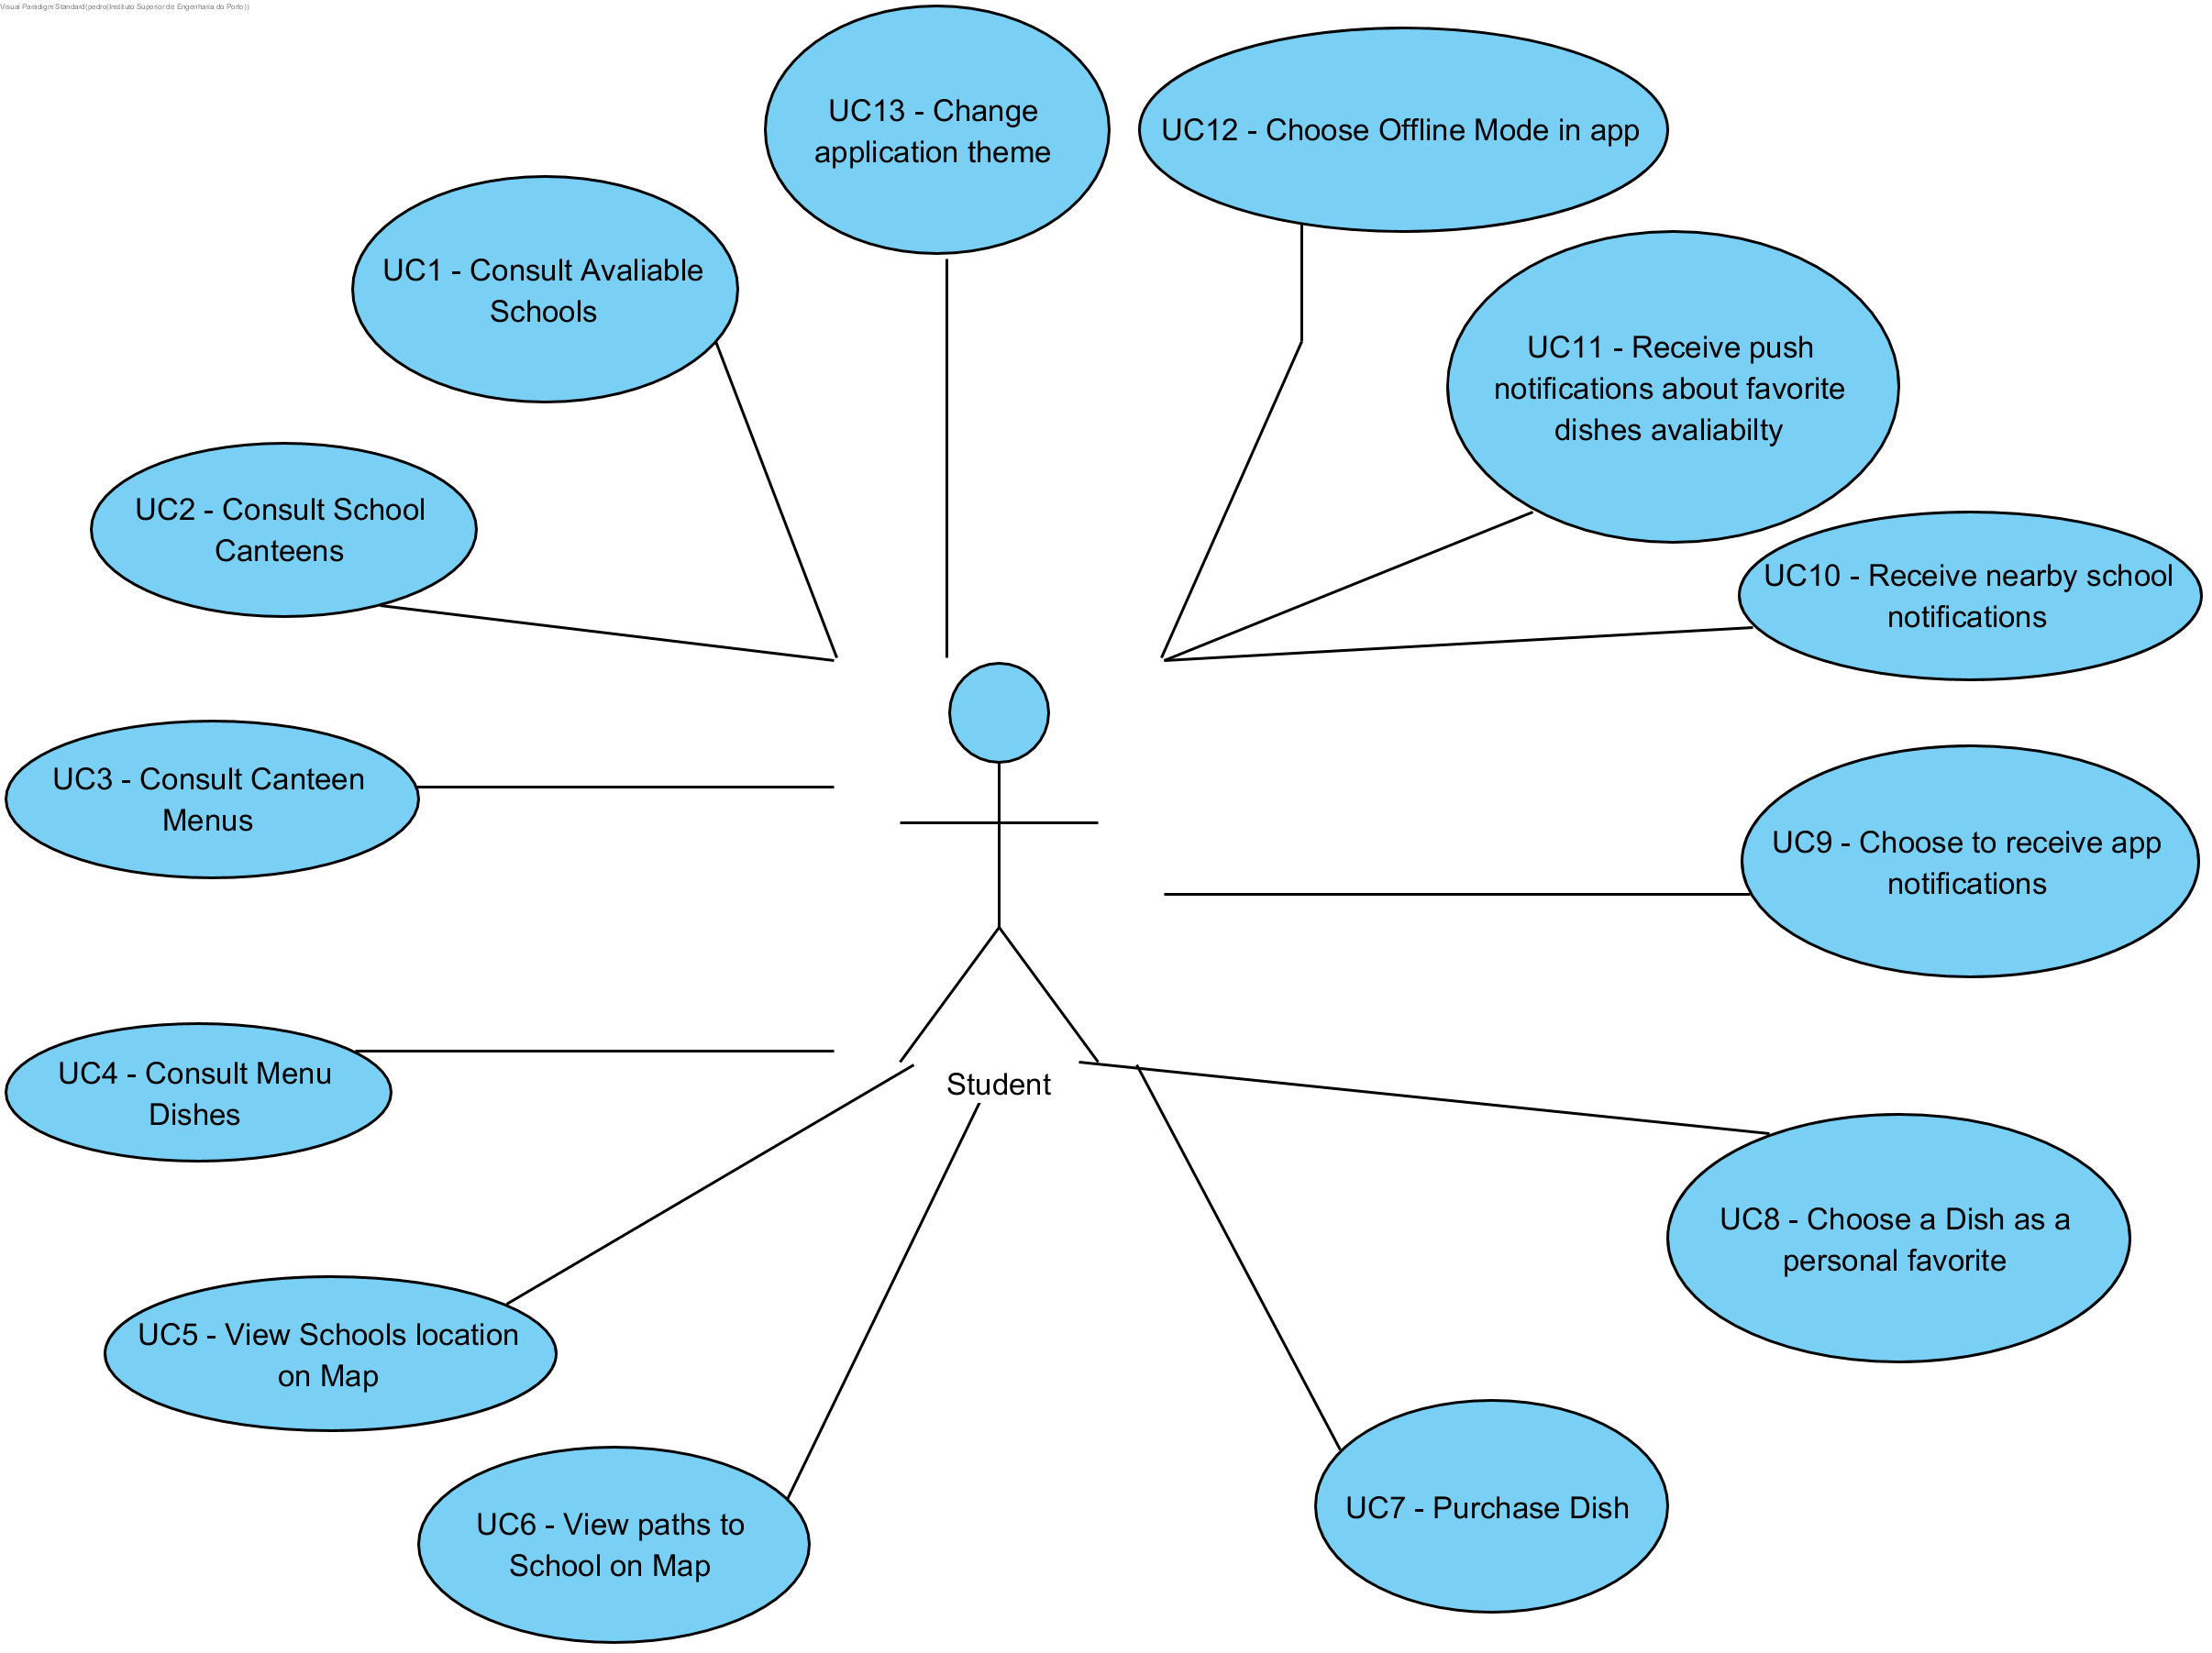 Visual Paradigm Standard(pedro(Instituto Superior de Engenharia do Porto))
UC13 - Change
application theme
UC12 - Choose Offline Mode in app
UC1 - Consult Avaliable
Schools
UC11 - Receive push
notifications about favorite
dishes avaliabilty
UC2 - Consult School
Canteens
UC10 - Receive nearby school
notifications
UC3 - Consult Canteen
Menus
UC9 - Choose to receive app
notifications
UC4 - Consult Menu
Dishes
Student
UC8 - Choose a Dish as a
personal favorite
UC5 - View Schools location
on Map
UC6 - View paths to
School on Map
UC7 - Purchase Dish